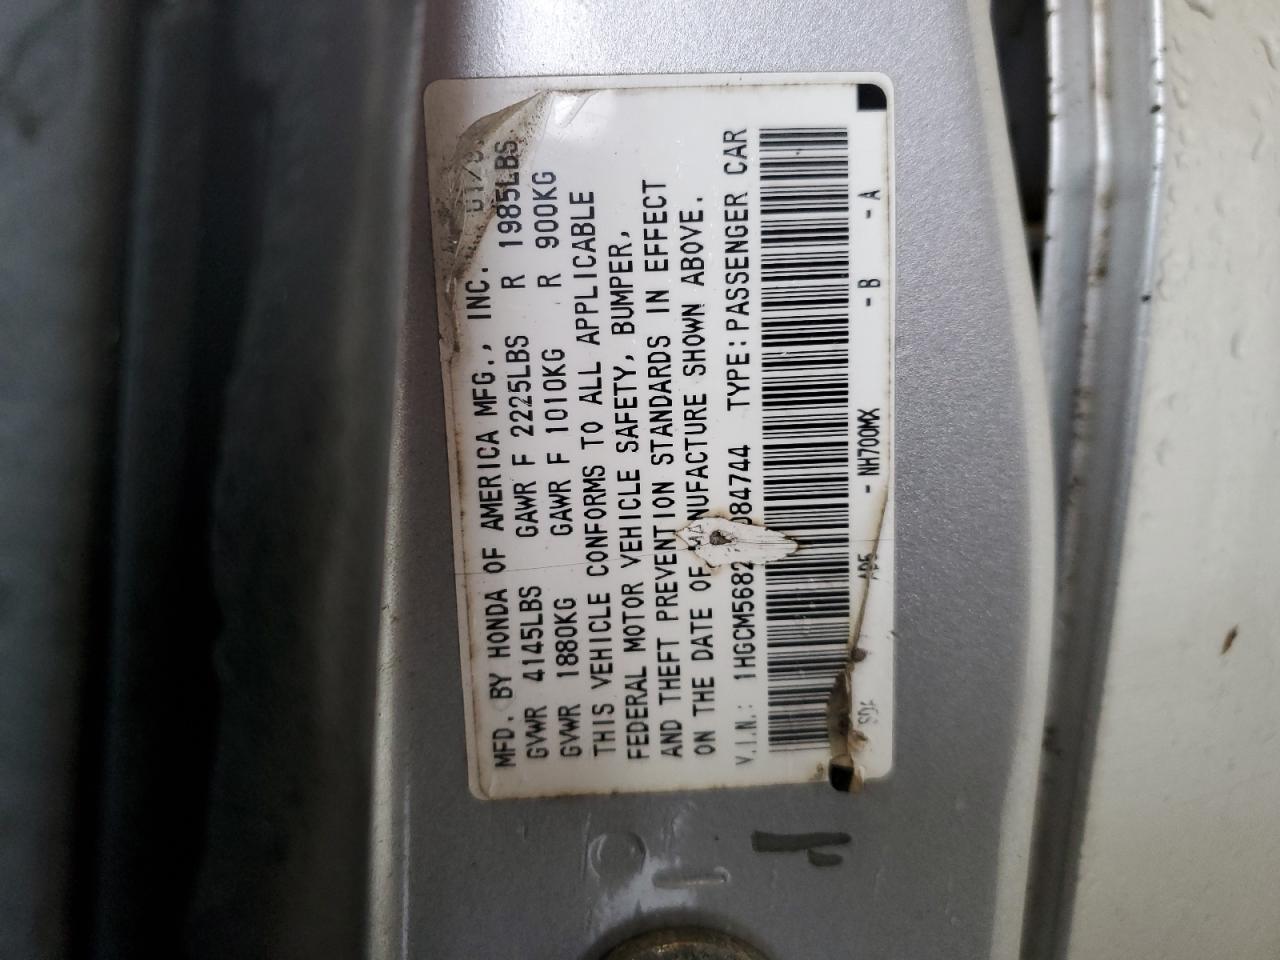 MFD. BY HONDA OF AMERICA MFG., INC. 01/
GVWR 4145LBS GAWR F 2225LBS R 1985LBS
GVWR 1880KG GAWR F 1010KG R 900KG
THIS VEHICLE CONFORMS TO ALL APPLICABLE
FEDERAL MOTOR VEHICLE SAFETY, BUMPER,
AND THEFT PREVENTION STANDARDS IN EFFECT
ON THE DATE OF MANUFACTURE SHOWN ABOVE.
V.I.N.: 1HGCM5682 084744 TYPE:PASSENGER CAR
- NH700MX - B - A